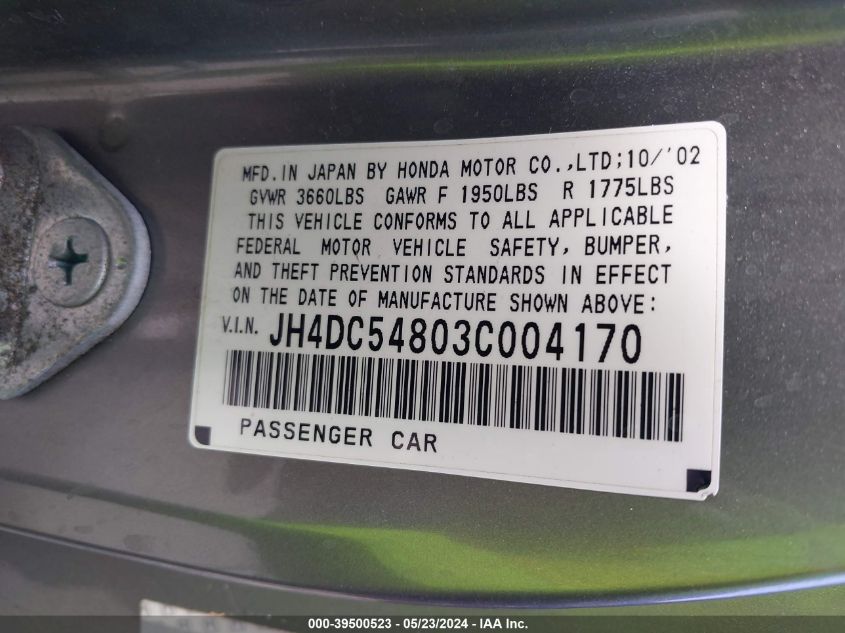 MFD.IN JAPAN BY HONDA MOTOR CO.,LTD;10/'02
GVWR 3660LBS GAWR F 1950LBS R 1775LBS
THIS VEHICLE CONFORMS TO ALL APPLICABLE
FEDERAL MOTOR VEHICLE SAFETY, BUMPER,
AND THEFT PREVENTION STANDARDS IN EFFECT
ON THE DATE OF MANUFACTURE SHOWN ABOVE:
V.I.N. JH4DC54803C004170
PASSENGER CAR
000-39500523 - 05/23/2024 - IAA Inc.